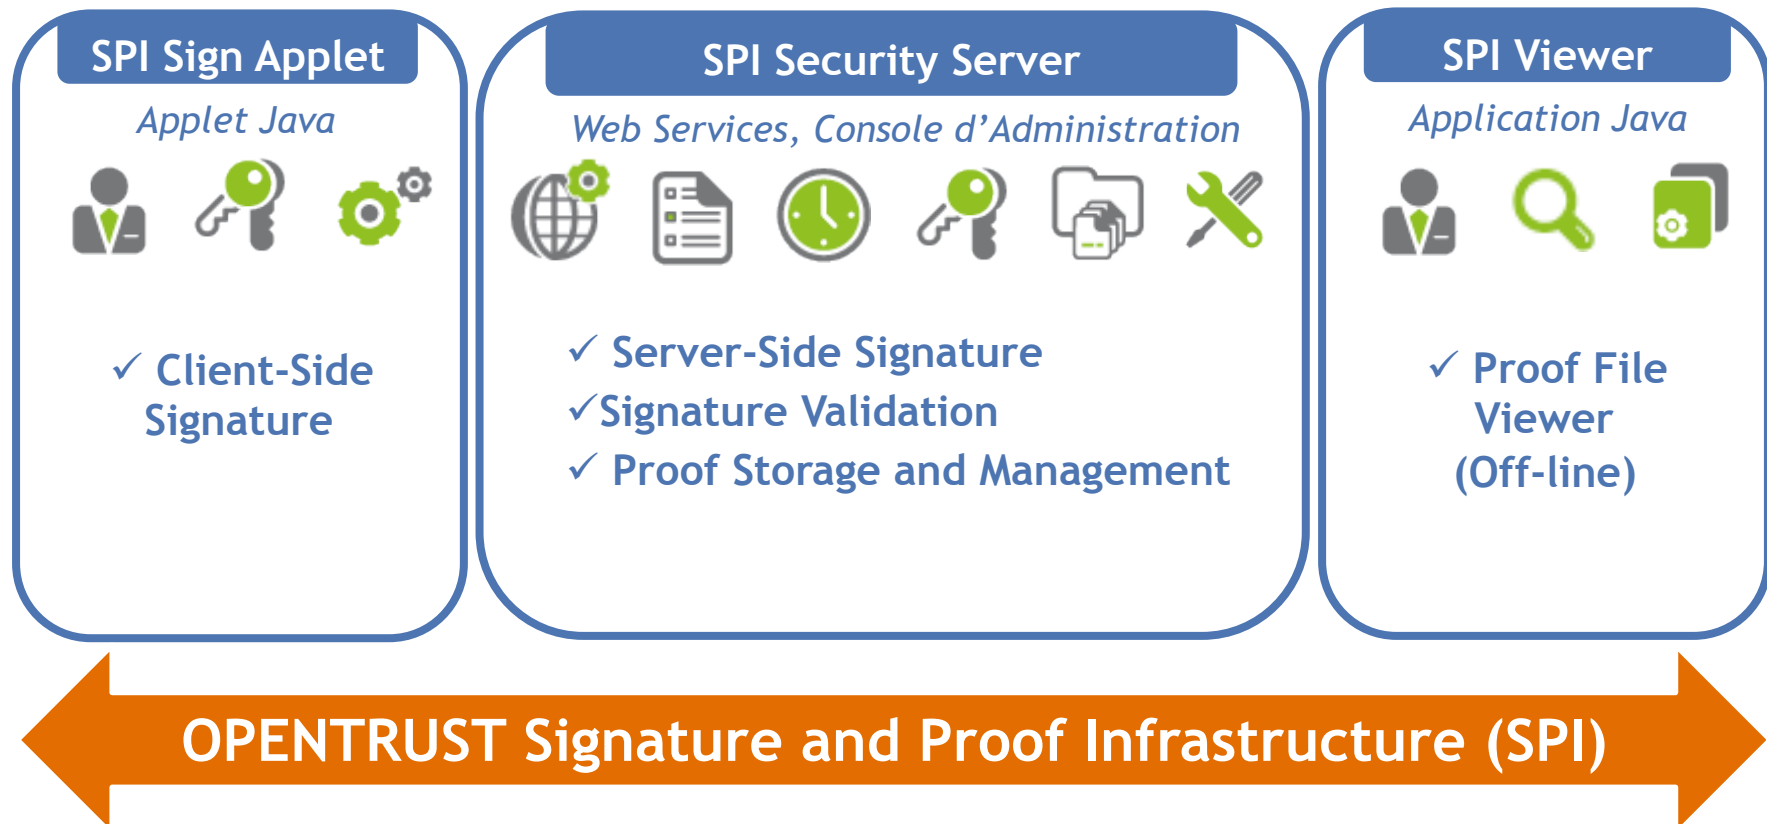 SPI Sign Applet
Applet Java
✓ Client-Side
Signature
SPI Security Server
Web Services, Console d’Administration
✓ Server-Side Signature
✓Signature Validation
✓ Proof Storage and Management
SPI Viewer
Application Java
✓ Proof File
Viewer
(Off-line)
OPENTRUST Signature and Proof Infrastructure (SPI)